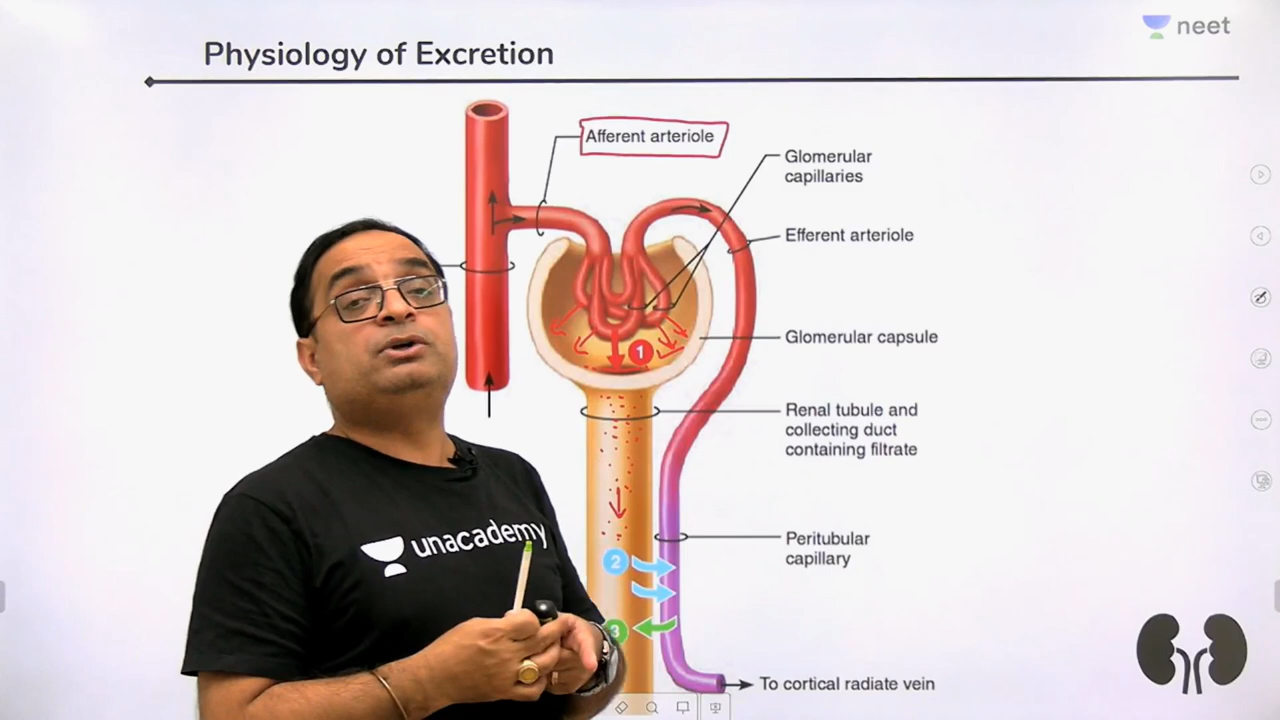 neet
Physiology of Excretion
Afferent arteriole
Glomerular
capillaries
Efferent arteriole
Glomerular capsule
1
Renal tubule and
collecting duct
containing filtrate
unacademy
Peritubular
capillary
2
3
To cortical radiate vein